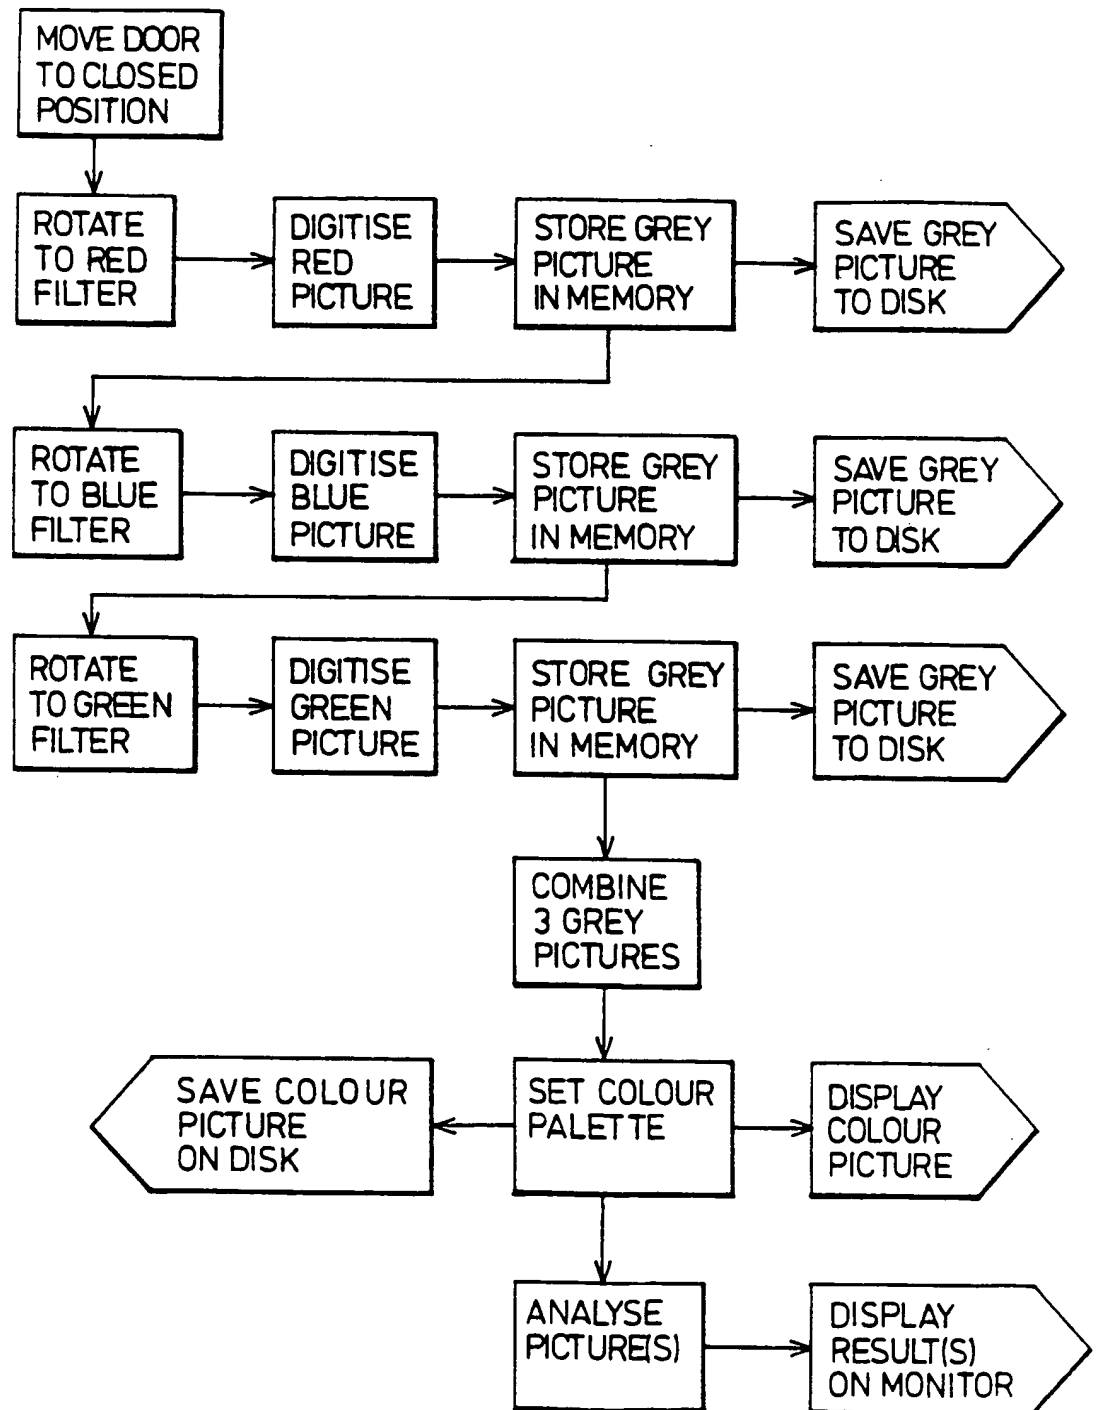 MOVE DOOR
TO CLOSED
POSITION
ROTATE
TO RED
FILTER
DIGITISE
RED
PICTURE
STORE GREY
PICTURE
IN MEMORY
SAVE GREY
PICTURE
TO DISK
ROTATE
TO BLUE
FILTER
DIGITISE
BLUE
PICTURE
STORE GREY
PICTURE
IN MEMORY
SAVE GREY
PICTURE
TO DISK
ROTATE
TO GREEN
FILTER
DIGITISE
GREEN
PICTURE
STORE GREY
PICTURE
IN MEMORY
SAVE GREY
PICTURE
TO DISK
COMBINE
3 GREY
PICTURES
SAVE COLOUR
PICTURE
ON DISK
SET COLOUR
PALETTE
DISPLAY
COLOUR
PICTURE
ANALYSE
PICTURE(S)
DISPLAY
RESULT(S)
ON MONITOR